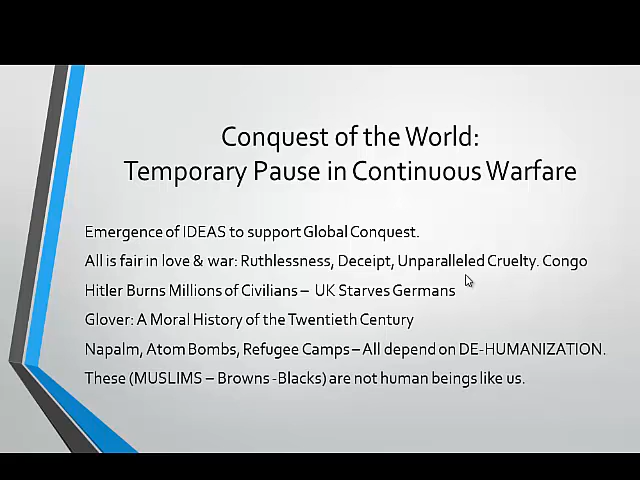 Conquest of the World:
Temporary Pause in Continuous Warfare
Emergence of IDEAS to support Global Conquest.
All is fair in love & war: Ruthlessness, Deceipt, Unparalleled Cruelty. Congo
Hitler Burns Millions of Civilians – UK Starves Germans
Glover: A Moral History of the Twentieth Century
Napalm, Atom Bombs, Refugee Camps – All depend on DE-HUMANIZATION.
These (MUSLIMS – Browns -Blacks) are not human beings like us.